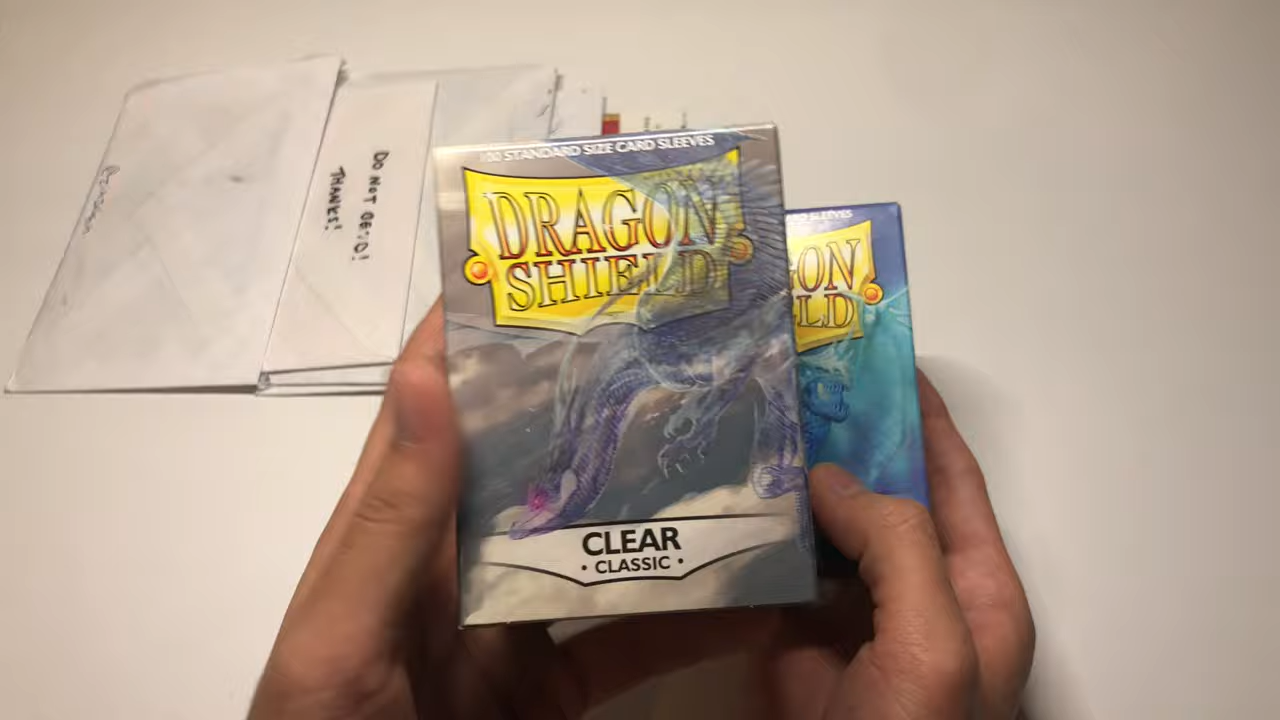 100 STANDARD SIZE CARD SLEEVES
DRAGON
SHIELD
CLEAR
• CLASSIC •
SLEEVES
GON
ELD
DO NOT BEND!
THANKS!